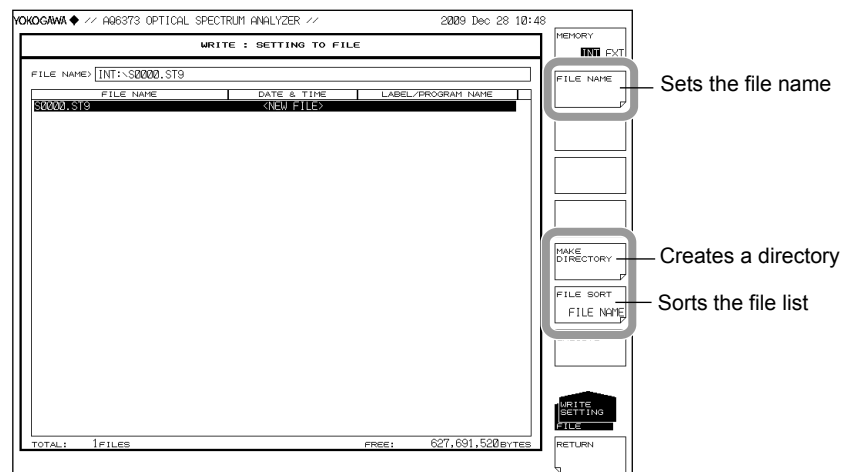 YOKOGAWA ◆ // AQ6373 OPTICAL SPECTRUM ANALYZER // 2009 Dec 28 10:48
WRITE : SETTING TO FILE
FILE NAME> INT:\S0000.ST9
FILE NAME DATE & TIME LABEL/PROGRAM NAME
S0000.ST9 <NEW FILE>
TOTAL: 1FILES FREE: 627,691,520BYTES
MEMORY
INT EXT
FILE NAME
MAKE
DIRECTORY
FILE SORT
FILE NAME
WRITE
SETTING
FILE
RETURN
Sets the file name
Creates a directory
Sorts the file list